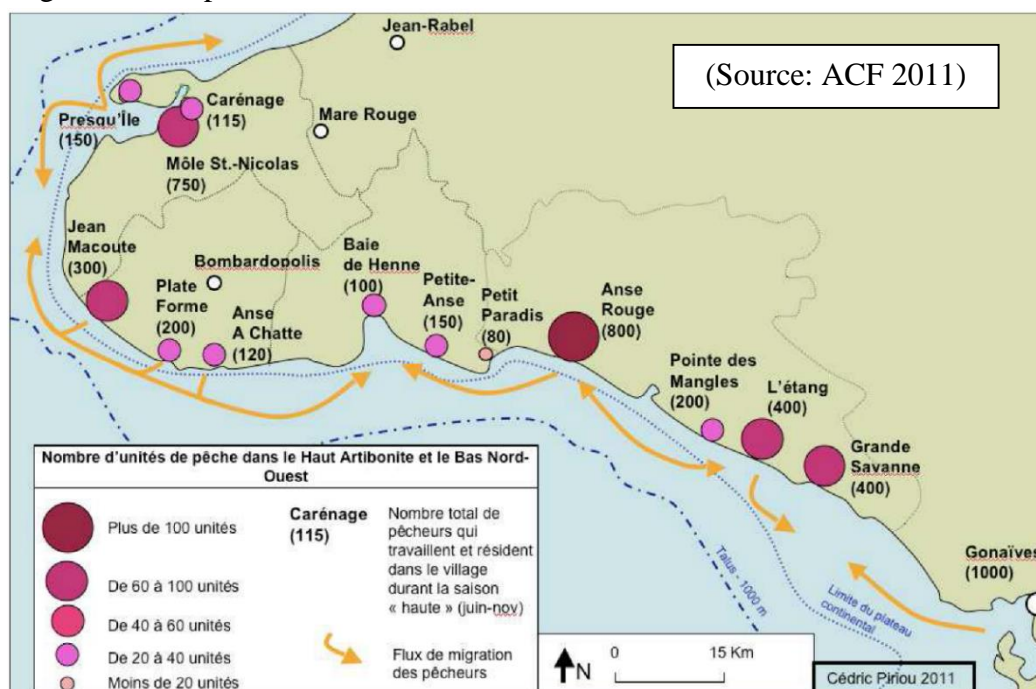 Jean-Rabel
(Source: ACF 2011)
Presqu'Île
(150)
Carénage
(115)
Mare Rouge
Môle St.-Nicolas
(750)
Jean
Macoute
(300)
Bombardopolis
Plate
Forme
(200)
Anse
A Chatte
(120)
Baie
de Henne
(100)
Petite-
Anse
(150)
Petit
Paradis
(80)
Anse
Rouge
(800)
Pointe des
Mangles
(200)
L'étang
(400)
Grande
Savanne
(400)
Gonaïves
(1000)
Talus - 1000 m
Limite du plateau
continental
Nombre d'unités de pêche dans le Haut Artibonite et le Bas Nord-
Ouest
Plus de 100 unités
De 60 à 100 unités
De 40 à 60 unités
De 20 à 40 unités
Moins de 20 unités
Carénage
(115)
Nombre total de
pêcheurs qui
travaillent et résident
dans le village
durant la saison
« haute » (juin-nov)
Flux de migration
des pêcheurs
N
0 15 Km
Cédric Piriou 2011